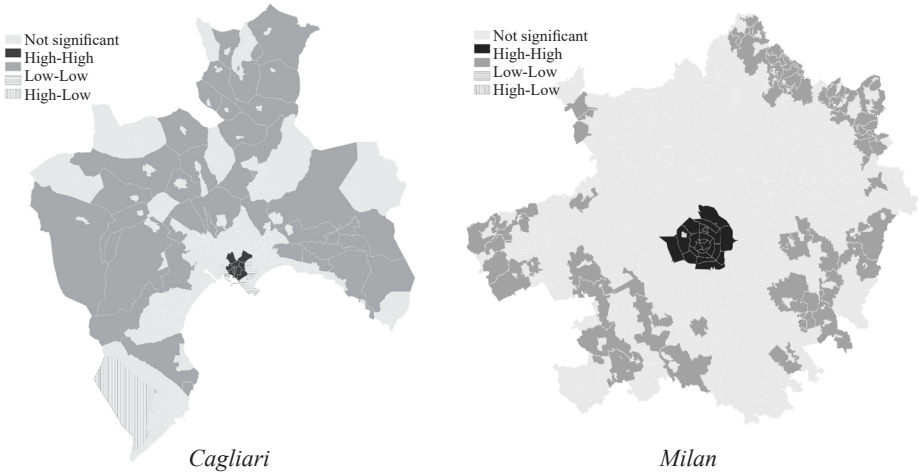 Not significant
High-High
Low-Low
High-Low
Cagliari
Not significant
High-High
Low-Low
High-Low
Milan